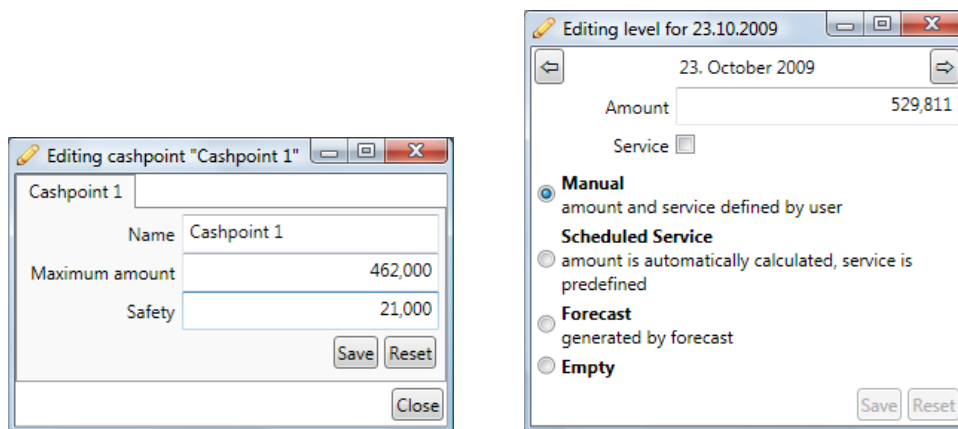 Editing cashpoint "Cashpoint 1"
Cashpoint 1
Name Cashpoint 1
Maximum amount 462,000
Safety 21,000
Save Reset
Close
Editing level for 23.10.2009
23. October 2009
Amount 529,811
Service
Manual
amount and service defined by user
Scheduled Service
amount is automatically calculated, service is
predefined
Forecast
generated by forecast
Empty
Save Reset